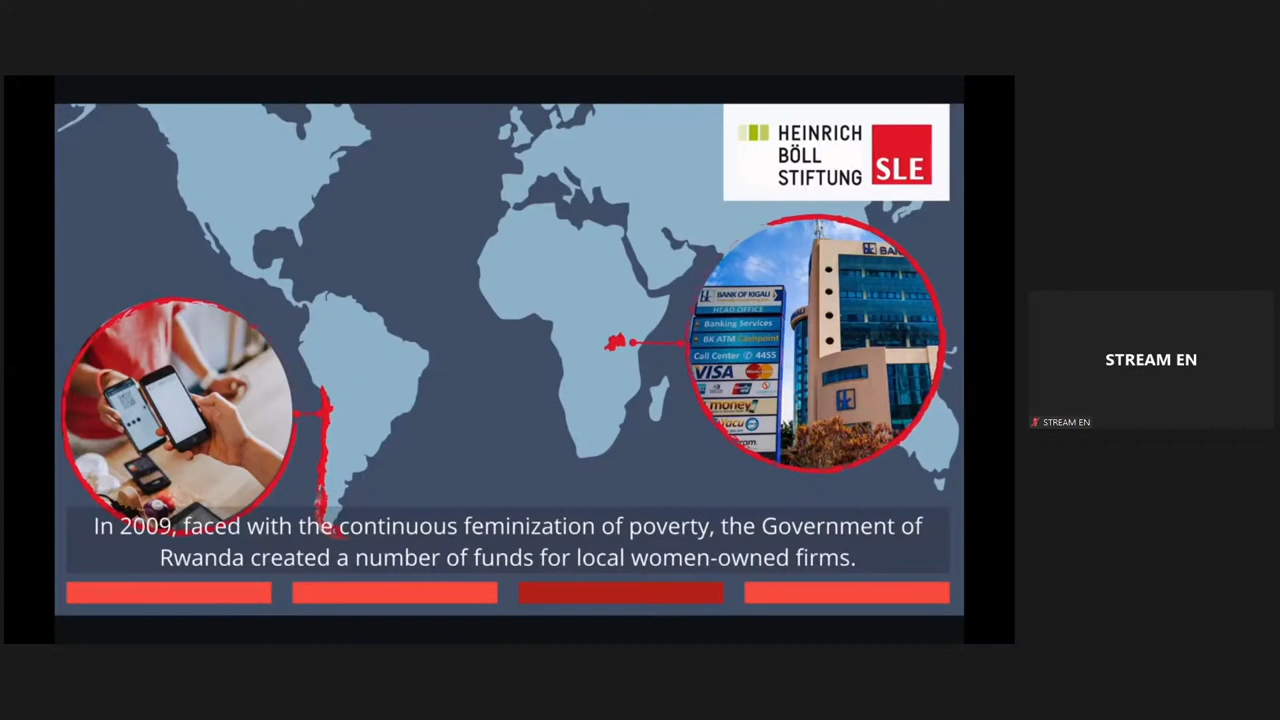 HEINRICH
BÖLL
STIFTUNG
SLE
BANK OF KIGALI
HEAD OFFICE
Banking Services
BK ATM Cashpoint
Call Center ✆ 4455
VISA
money
STREAM EN
STREAM EN
In 2009, faced with the continuous feminization of poverty, the Government of
Rwanda created a number of funds for local women-owned firms.